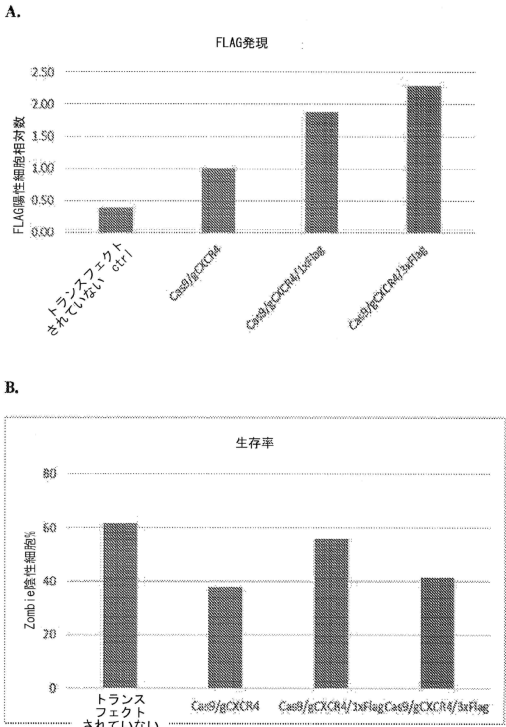 A.
FLAG発現
2.50
2.00
1.50
1.00
0.50
0.00
FLAG陽性細胞相対数
トランスフェクト
されていない ctrl
Cas9/gCXCR4
Cas9/gCXCR4/1xFlag
Cas9/gCXCR4/3xFlag
B.
生存率
80
60
40
20
0
Zombie陰性細胞%
トランス
フェクト
されていない
Cas9/gCXCR4
Cas9/gCXCR4/1xFlag
Cas9/gCXCR4/3xFlag